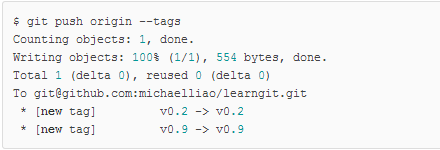 $ git push origin --tags
Counting objects: 1, done.
Writing objects: 100% (1/1), 554 bytes, done.
Total 1 (delta 0), reused 0 (delta 0)
To git@github.com:michaelliao/learngit.git
 * [new tag]         v0.2 -> v0.2
 * [new tag]         v0.9 -> v0.9